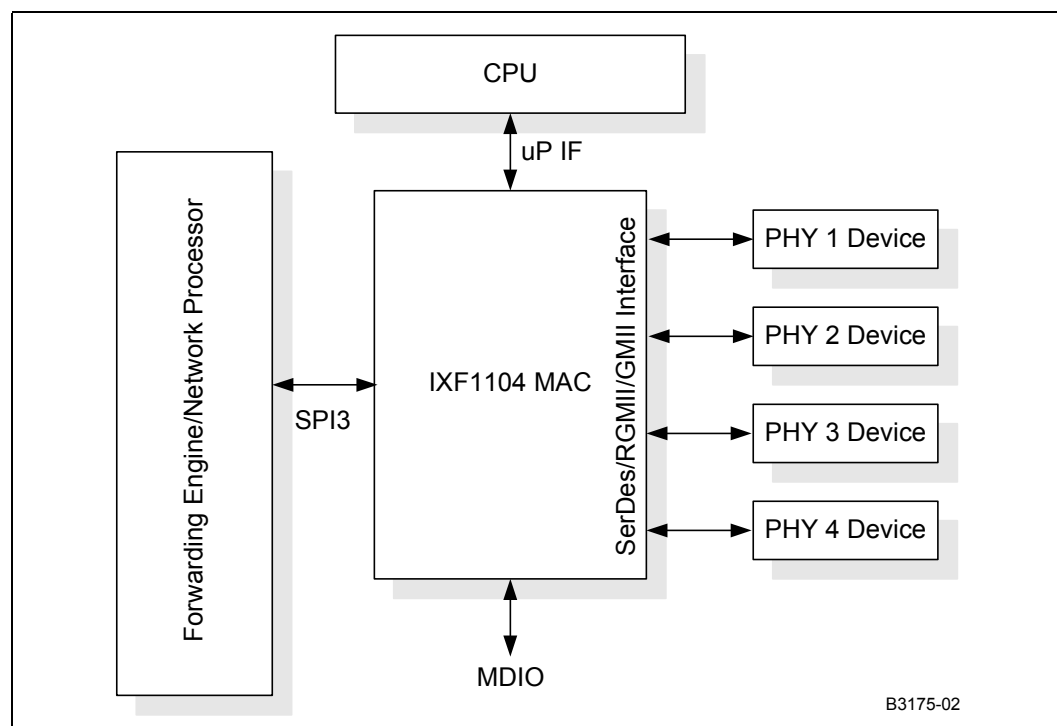 CPU
uP IF
Forwarding Engine/Network Processor
SPI3
IXF1104 MAC
SerDes/RGMII/GMII Interface
PHY 1 Device
PHY 2 Device
PHY 3 Device
PHY 4 Device
MDIO
B3175-02